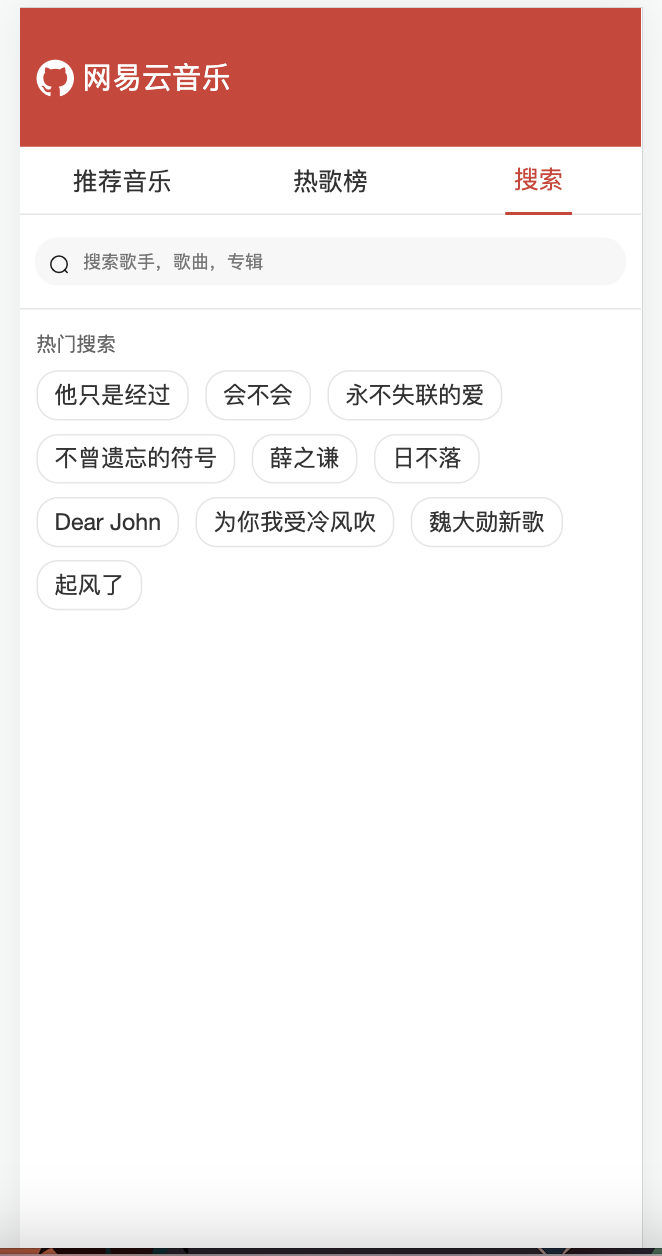 网易云音乐
推荐音乐 热歌榜 搜索
搜索歌手，歌曲，专辑
热门搜索
他只是经过 会不会 永不失联的爱
不曾遗忘的符号 薛之谦 日不落
Dear John 为你我受冷风吹 魏大勋新歌
起风了